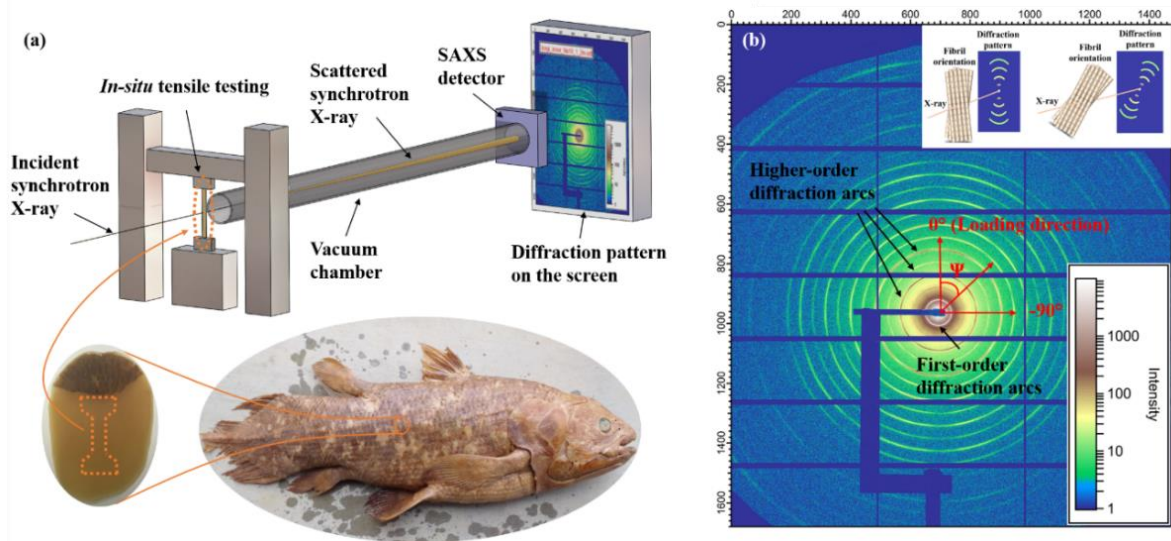 (a)
In-situ tensile testing
Scattered
synchrotron
X-ray
SAXS
detector
Incident
synchrotron
X-ray
Vacuum
chamber
Diffraction pattern
on the screen
(b)
0 200 400 600 800 1000 1200 1400
0
200
400
600
800
1000
1200
1400
1600
Fibril
orientation
Diffraction
pattern
X-ray
Fibril
orientation
Diffraction
pattern
X-ray
Higher-order
diffraction arcs
0° (Loading direction)
Ψ
-90°
First-order
diffraction arcs
1000
100
10
1
Intensity